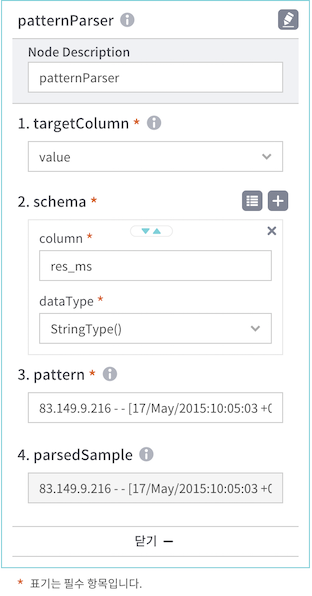 patternParser
Node Description
patternParser
1. targetColumn *
value
2. schema *
column *
res_ms
dataType *
StringType()
3. pattern *
83.149.9.216 - - [17/May/2015:10:05:03 +0
4. parsedSample
83.149.9.216 - - [17/May/2015:10:05:03 +0
닫기
* 표기는 필수 항목입니다.